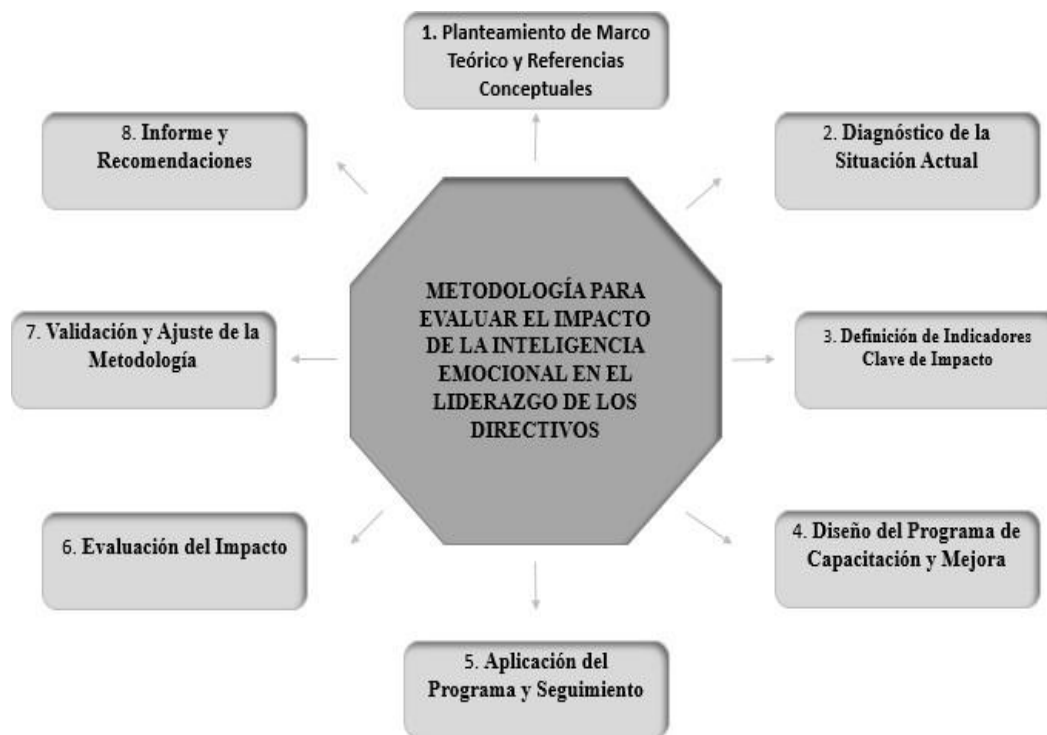 1. Planteamiento de Marco
Teórico y Referencias
Conceptuales
8. Informe y
Recomendaciones
2. Diagnóstico de la
Situación Actual
METODOLOGÍA PARA
EVALUAR EL IMPACTO
DE LA INTELIGENCIA
EMOCIONAL EN EL
LIDERAZGO DE LOS
DIRECTIVOS
7. Validación y Ajuste de la
Metodología
3. Definición de Indicadores
Clave de Impacto
6. Evaluación del Impacto
4. Diseño del Programa de
Capacitación y Mejora
5. Aplicación del
Programa y Seguimiento